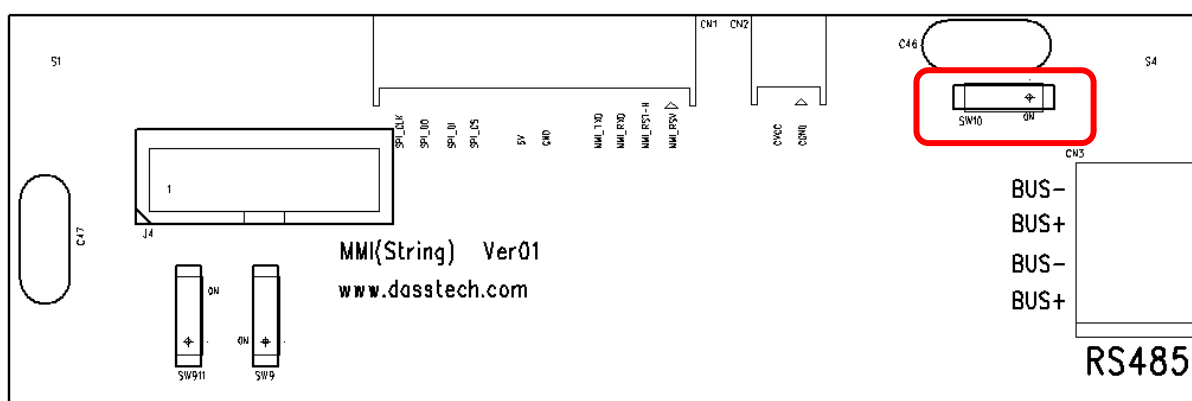 CN1 CN2
C46
S1
S4
SW10 ON
SPI_CLK
SPI_DO
SPI_DI
SPI_CS
5V
GND
MMI_TXD
MMI_RXD
MMI_RST-N
MMI_RSV
CVCC
CGND
CN3
1
BUS-
BUS+
BUS-
BUS+
C47
J4
MMI(String) Ver01
www.dasstech.com
ON
ON
SW911
SW9
RS485